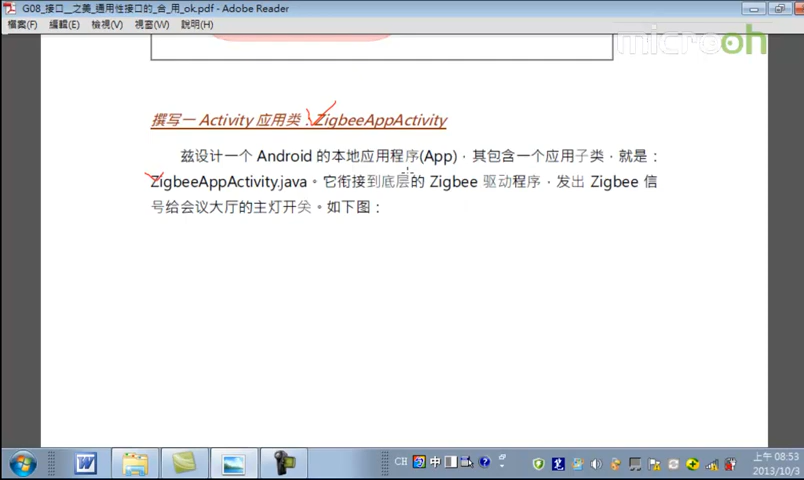 G08_接口__之美_通用性接口的_合_用_ok.pdf - Adobe Reader
microoh
檔案(F) 編輯(E) 檢視(V) 視窗(W) 說明(H)
撰写一 Activity 应用类：ZigbeeAppActivity
兹设计一个 Android 的本地应用程序(App)，其包含一个应用子类，就是：
ZigbeeAppActivity.java。它衔接到底层的 Zigbee 驱动程序，发出 Zigbee 信
号给会议大厅的主灯开关。如下图：
CH 中
上午 08:53
2013/10/3